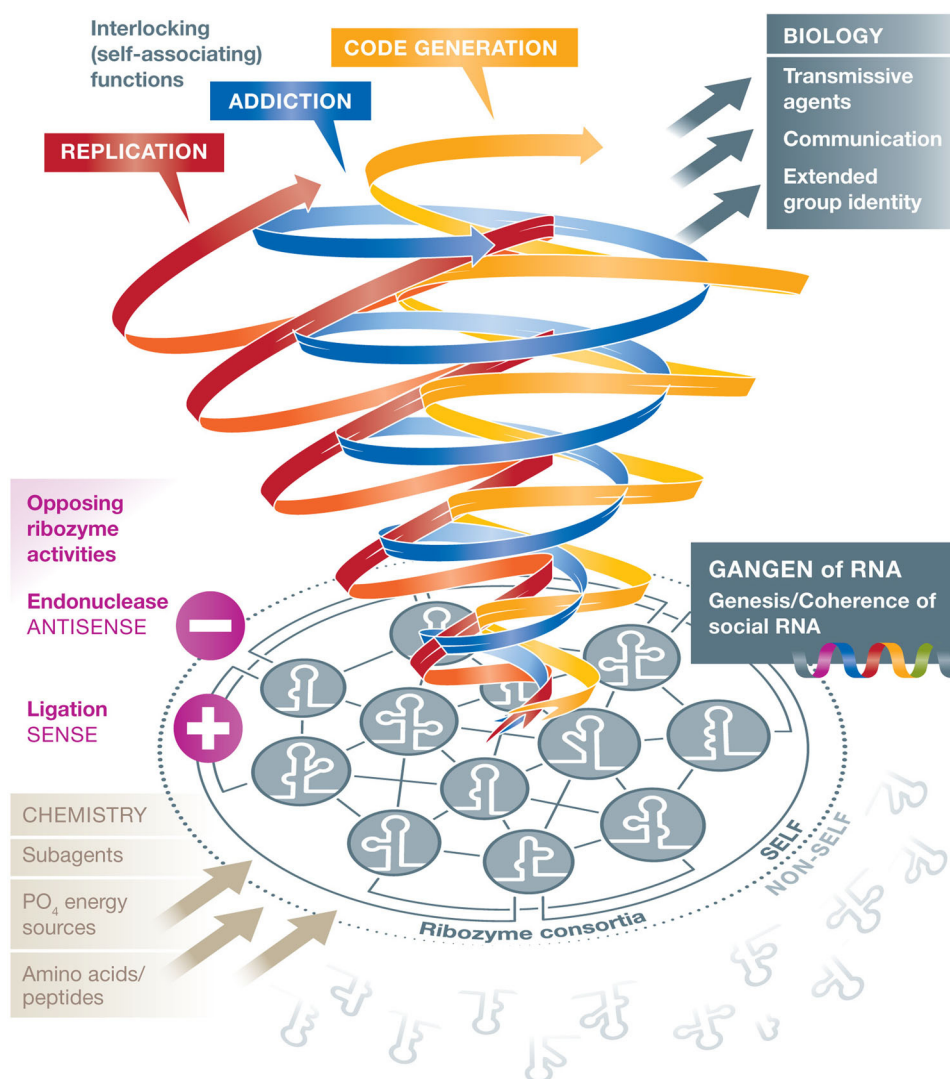 Interlocking
(self-associating)
functions
CODE GENERATION
ADDICTION
REPLICATION
BIOLOGY
Transmissive
agents
Communication
Extended
group identity
Opposing
ribozyme
activities
Endonuclease
ANTISENSE
Ligation
SENSE
GANGEN of RNA
Genesis/Coherence of
social RNA
CHEMISTRY
Subagents
PO₄ energy
sources
Amino acids/
peptides
SELF
NON-SELF
Ribozyme consortia